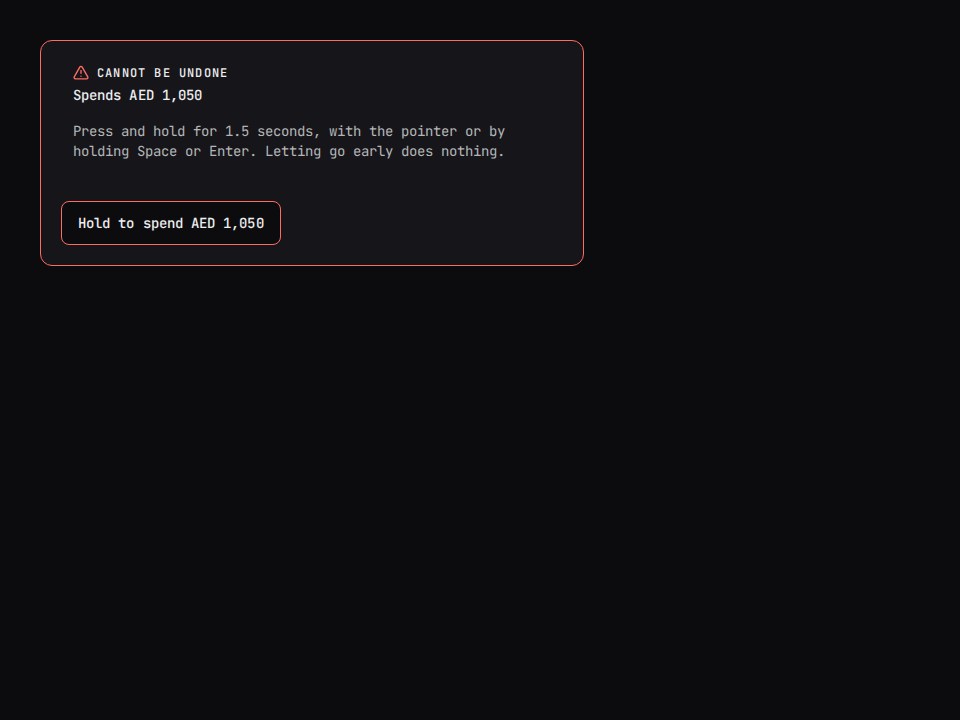 CANNOT BE UNDONE
Spends AED 1,050
Press and hold for 1.5 seconds, with the pointer or by
holding Space or Enter. Letting go early does nothing.
Hold to spend AED 1,050